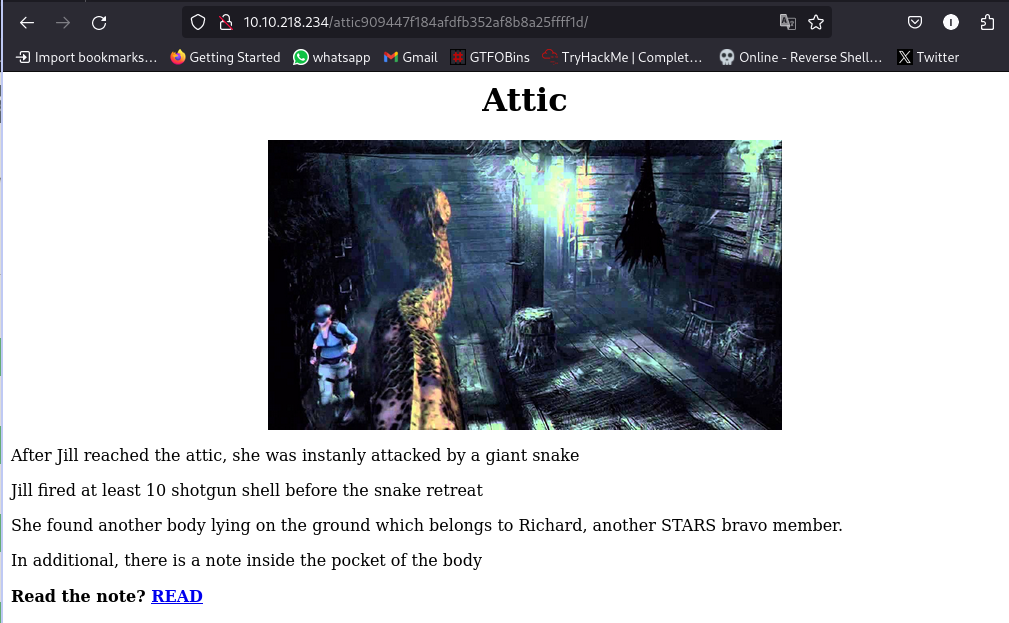 10.10.218.234/attic909447f184afdfb352af8b8a25ffff1d/
Import bookmarks... Getting Started whatsapp Gmail GTFOBins TryHackMe | Complet... Online - Reverse Shell... X Twitter
Attic
After Jill reached the attic, she was instanly attacked by a giant snake
Jill fired at least 10 shotgun shell before the snake retreat
She found another body lying on the ground which belongs to Richard, another STARS bravo member.
In additional, there is a note inside the pocket of the body
Read the note? READ